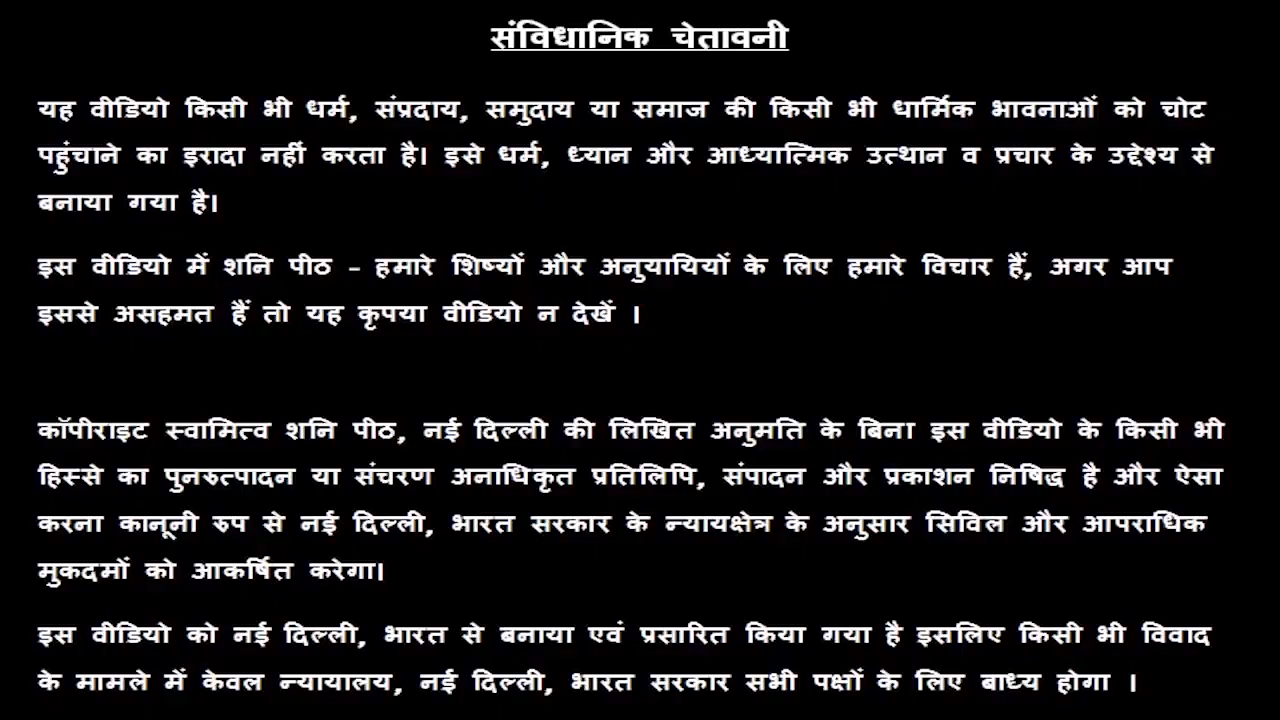 संविधानिक चेतावनी
यह वीडियो किसी भी धर्म, संप्रदाय, समुदाय या समाज की किसी भी धार्मिक भावनाओं को चोट
पहुंचाने का इरादा नहीं करता है। इसे धर्म, ध्यान और आध्यात्मिक उत्थान व प्रचार के उद्देश्य से
बनाया गया है।
इस वीडियो में शनि पीठ – हमारे शिष्यों और अनुयायियों के लिए हमारे विचार हैं, अगर आप
इससे असहमत हैं तो यह कृपया वीडियो न देखें ।
कॉपीराइट स्वामित्व शनि पीठ, नई दिल्ली की लिखित अनुमति के बिना इस वीडियो के किसी भी
हिस्से का पुनरुत्पादन या संचरण अनाधिकृत प्रतिलिपि, संपादन और प्रकाशन निषिद्ध है और ऐसा
करना कानूनी रुप से नई दिल्ली, भारत सरकार के न्यायक्षेत्र के अनुसार सिविल और आपराधिक
मुकदमों को आकर्षित करेगा।
इस वीडियो को नई दिल्ली, भारत से बनाया एवं प्रसारित किया गया है इसलिए किसी भी विवाद
के मामले में केवल न्यायालय, नई दिल्ली, भारत सरकार सभी पक्षों के लिए बाध्य होगा ।